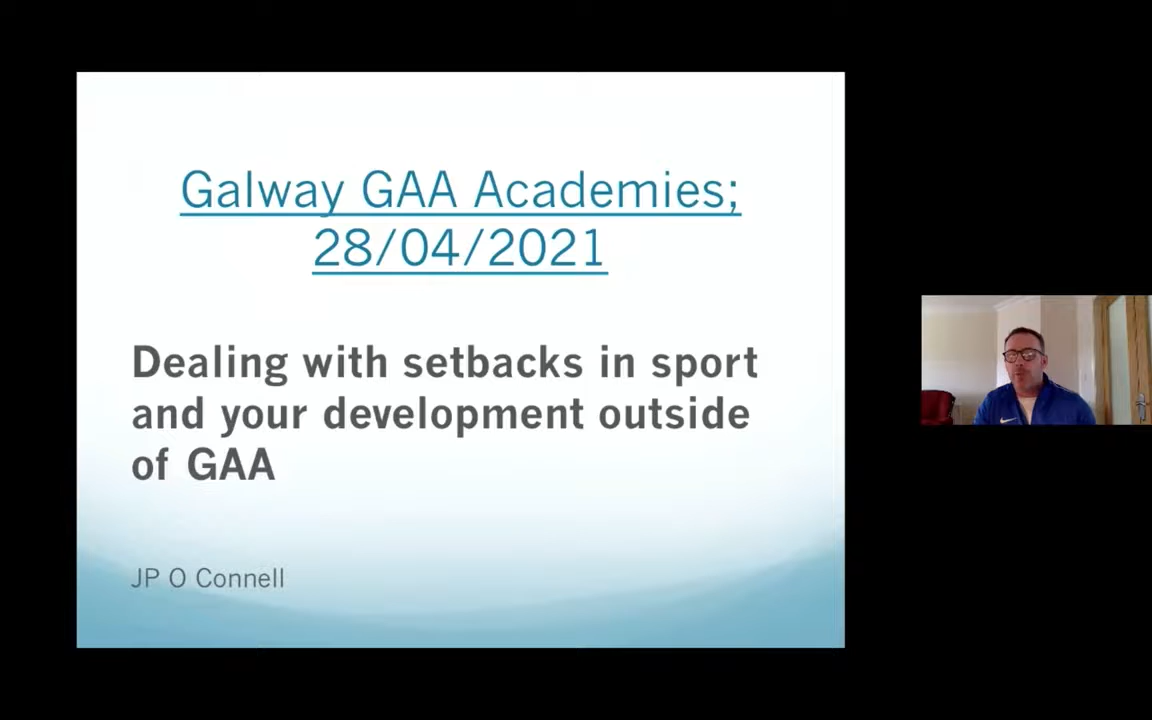 Galway GAA Academies;
28/04/2021
Dealing with setbacks in sport
and your development outside
of GAA
JP O Connell